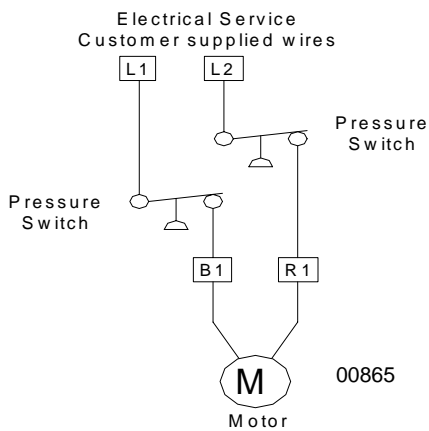 Electrical Service
Customer supplied wires
L1
L2
Pressure
Switch
Pressure
Switch
B1
R1
M
00865
Motor